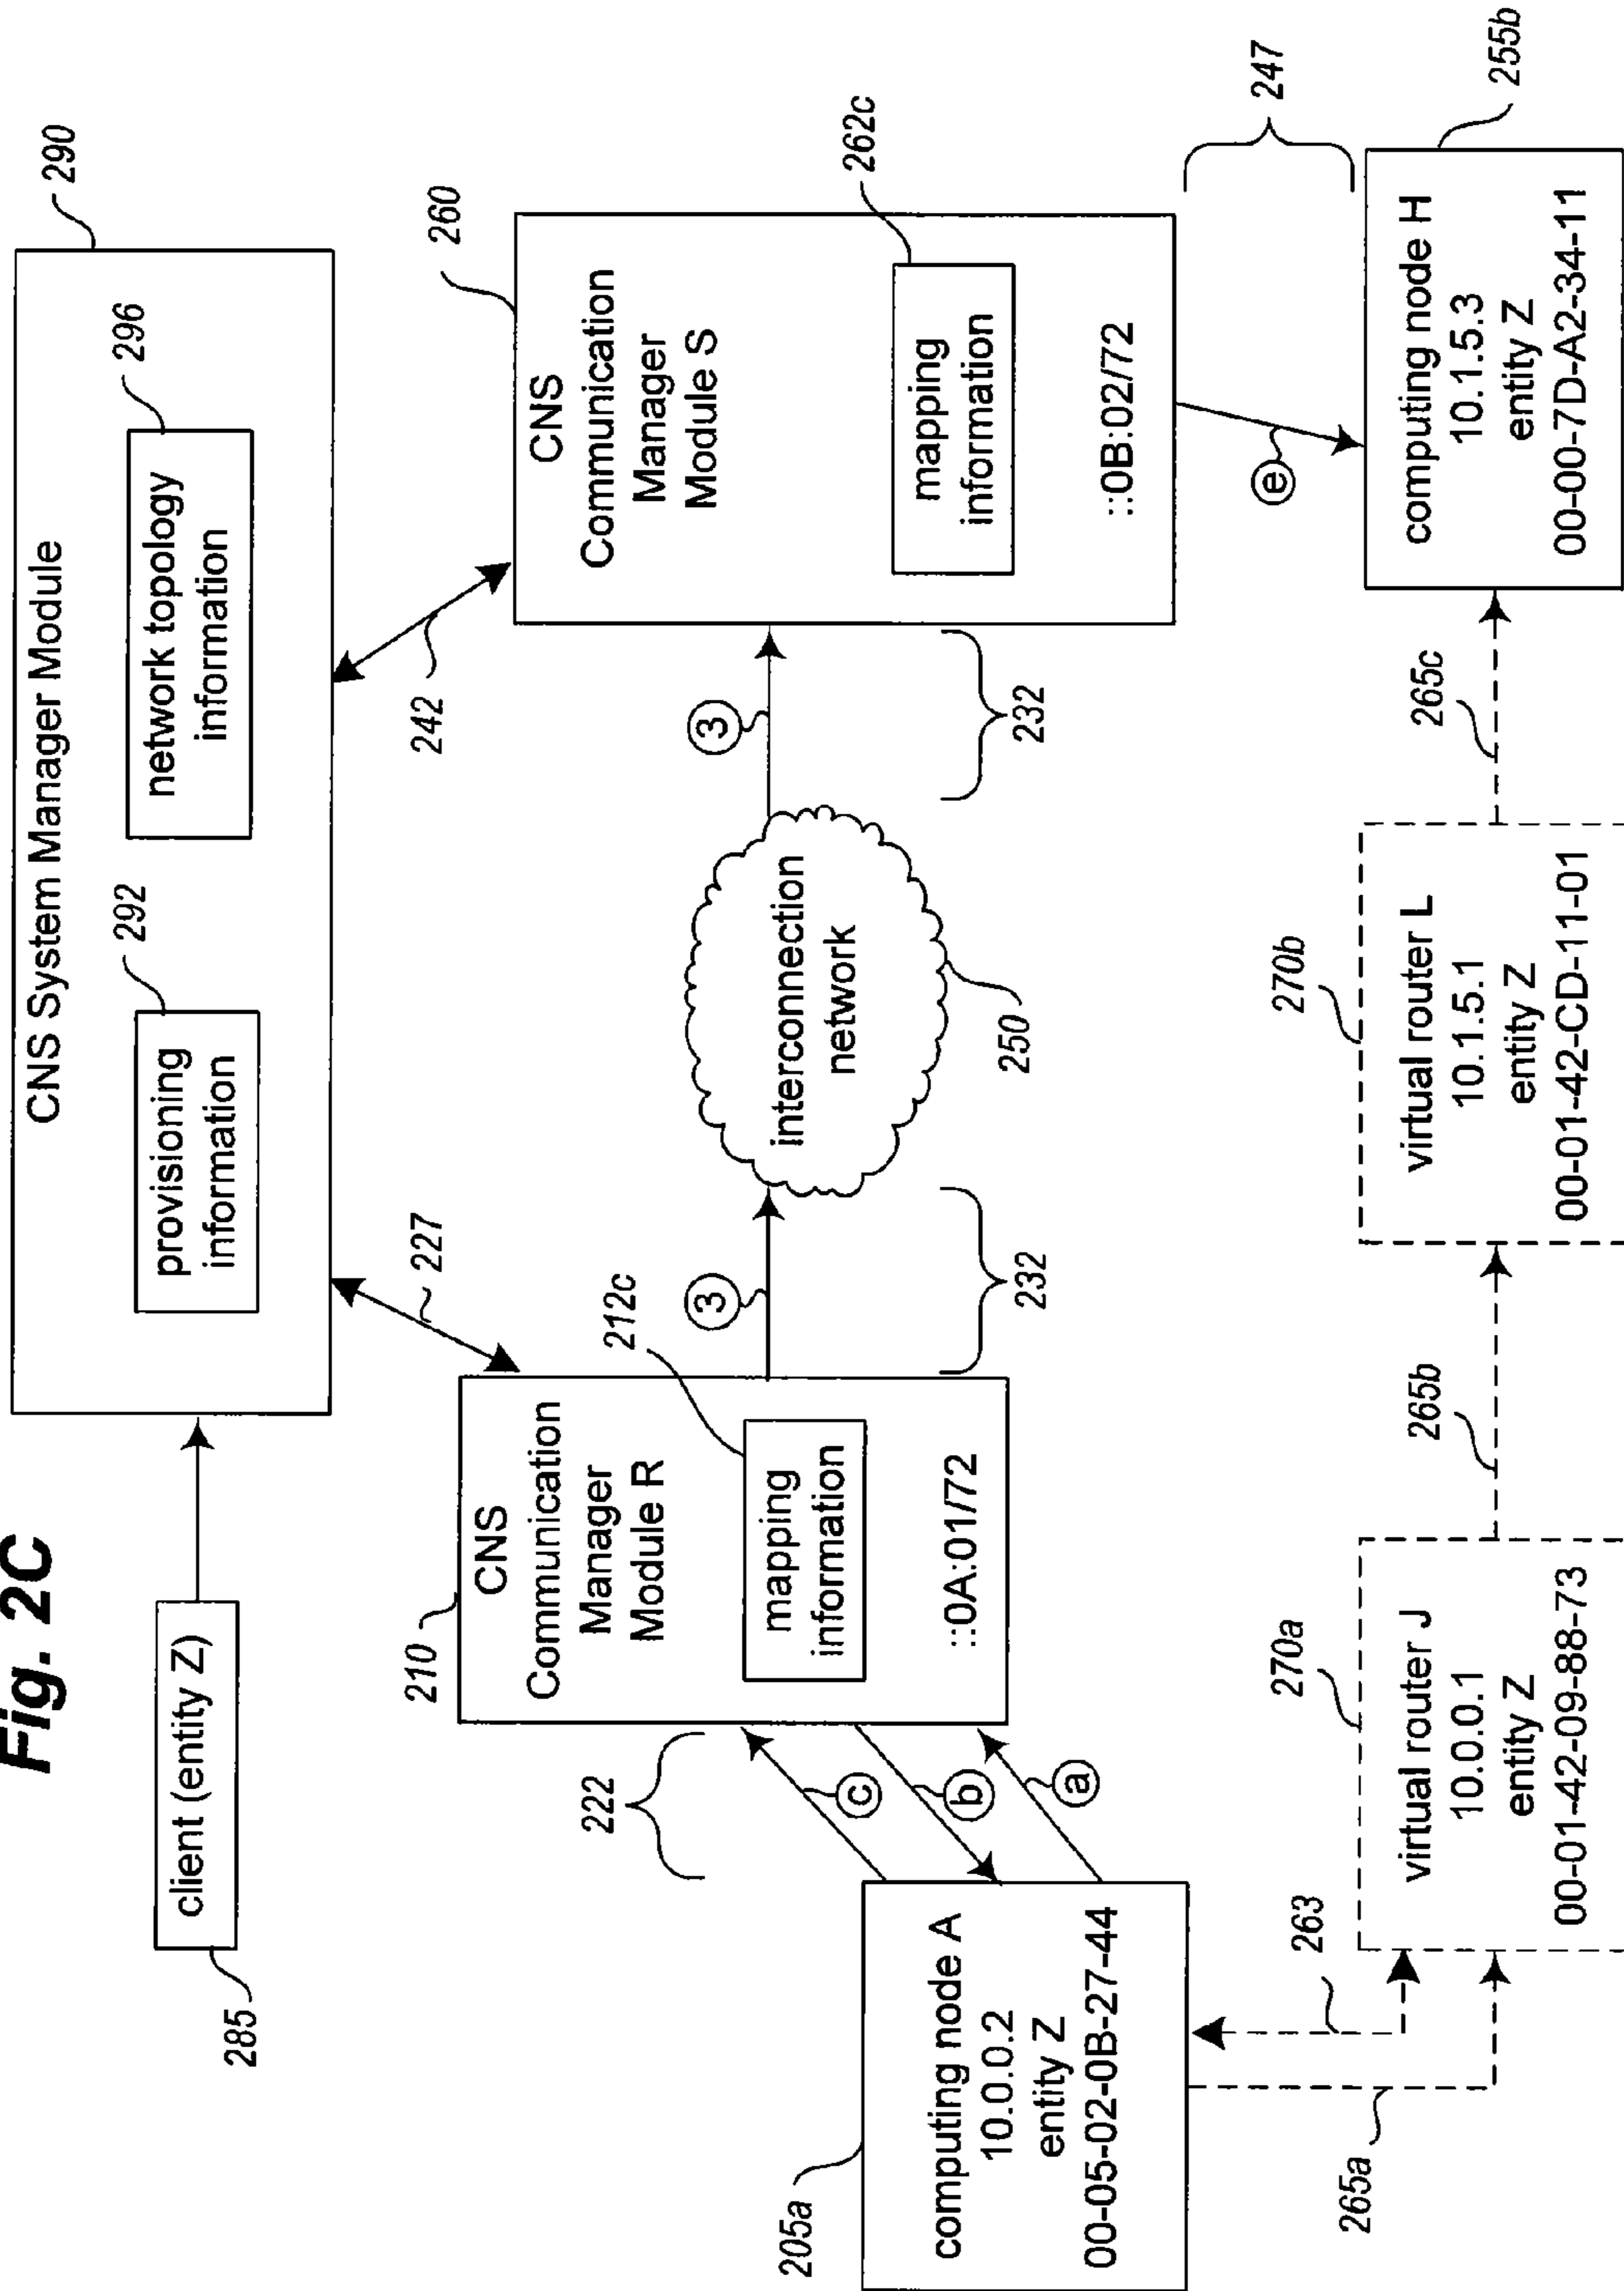 Fig. 2C
client (entity Z)
285
CNS System Manager Module
290
provisioning
information
292
network topology
information
296
227
242
210
CNS
Communication
Manager
Module R
212c
mapping
information
::0A:01/72
3
232
interconnection
network
250
3
232
260
CNS
Communication
Manager
Module S
262c
mapping
information
::0B:02/72
222
c
b
a
e
247
205a
computing node A
10.0.0.2
entity Z
00-05-02-0B-27-44
263
265a
270a
virtual router J
10.0.0.1
entity Z
00-01-42-09-88-73
265b
270b
virtual router L
10.1.5.1
entity Z
00-01-42-CD-11-01
265c
255b
computing node H
10.1.5.3
entity Z
00-00-7D-A2-34-11